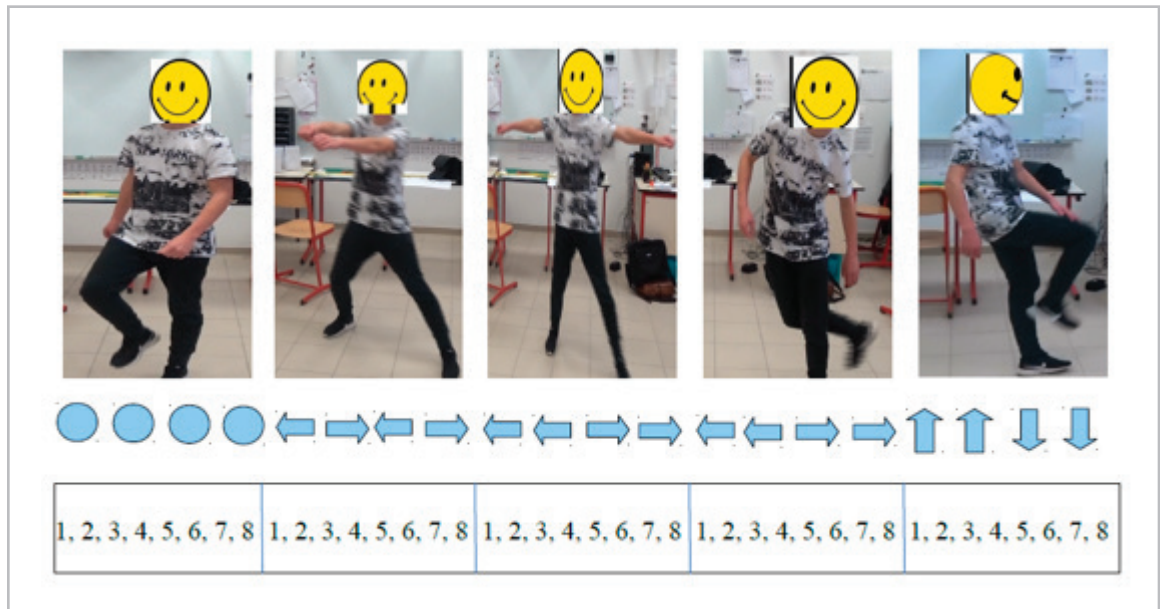 1, 2, 3, 4, 5, 6, 7, 8 1, 2, 3, 4, 5, 6, 7, 8 1, 2, 3, 4, 5, 6, 7, 8 1, 2, 3, 4, 5, 6, 7, 8 1, 2, 3, 4, 5, 6, 7, 8